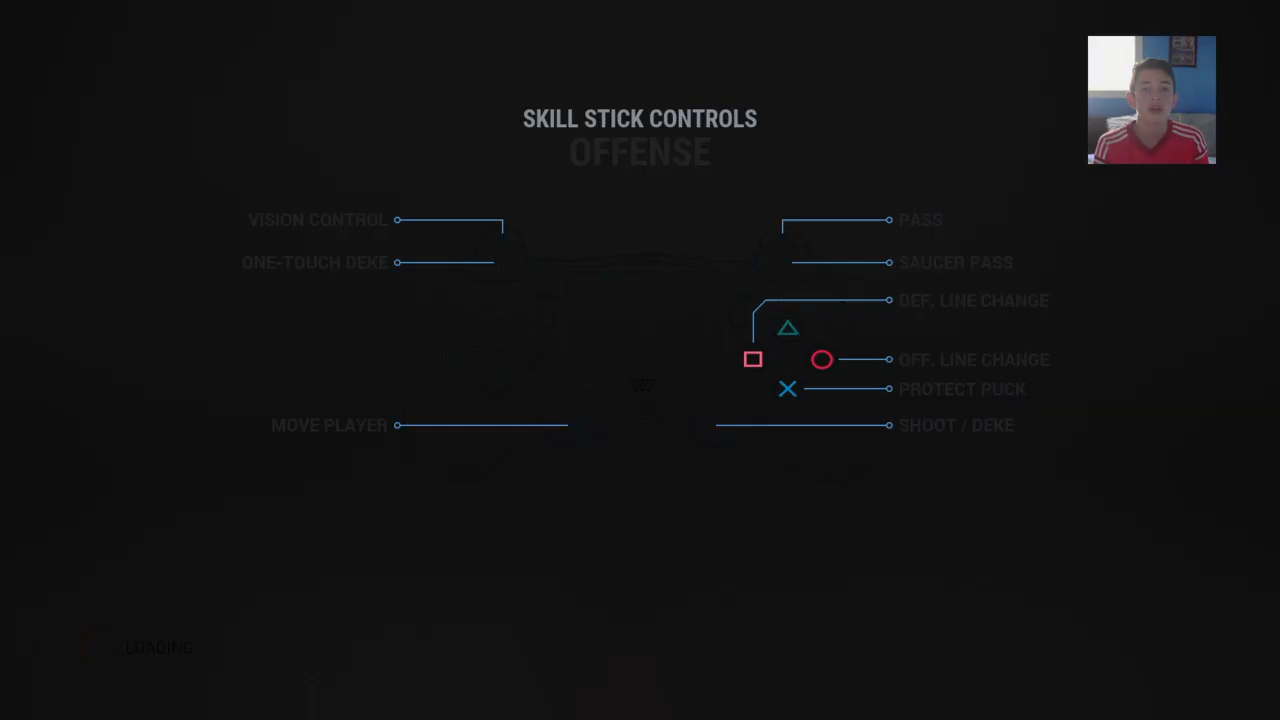 SKILL STICK CONTROLS
OFFENSE
VISION CONTROL
PASS
ONE-TOUCH DEKE
SAUCER PASS
DEF. LINE CHANGE
OFF. LINE CHANGE
PROTECT PUCK
MOVE PLAYER
SHOOT / DEKE
LOADING